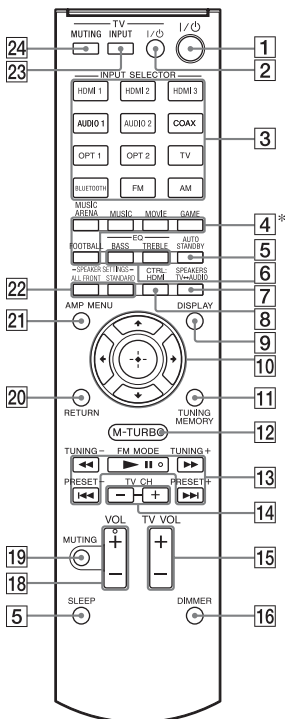 TV
MUTING INPUT I/⏻ I/⏻
24 1
23 2
INPUT SELECTOR
HDMI 1 HDMI 2 HDMI 3
AUDIO 1 AUDIO 2 COAX 3
OPT 1 OPT 2 TV
BLUETOOTH FM AM
MUSIC ARENA MUSIC MOVIE GAME 4*
EQ
FOOTBALL BASS TREBLE AUTO STANDBY 5
–SPEAKER SETTINGS– 6
22 ALL FRONT STANDARD CTRL: HDMI SPEAKERS TV↔AUDIO 7
21 AMP MENU DISPLAY 8
9
10
20 RETURN TUNING MEMORY 11
M-TURBO 12
TUNING – FM MODE TUNING +
13
PRESET – TV CH PRESET +
– + 14
VOL TV VOL
19 MUTING + + 15
18 – –
5 SLEEP DIMMER 16